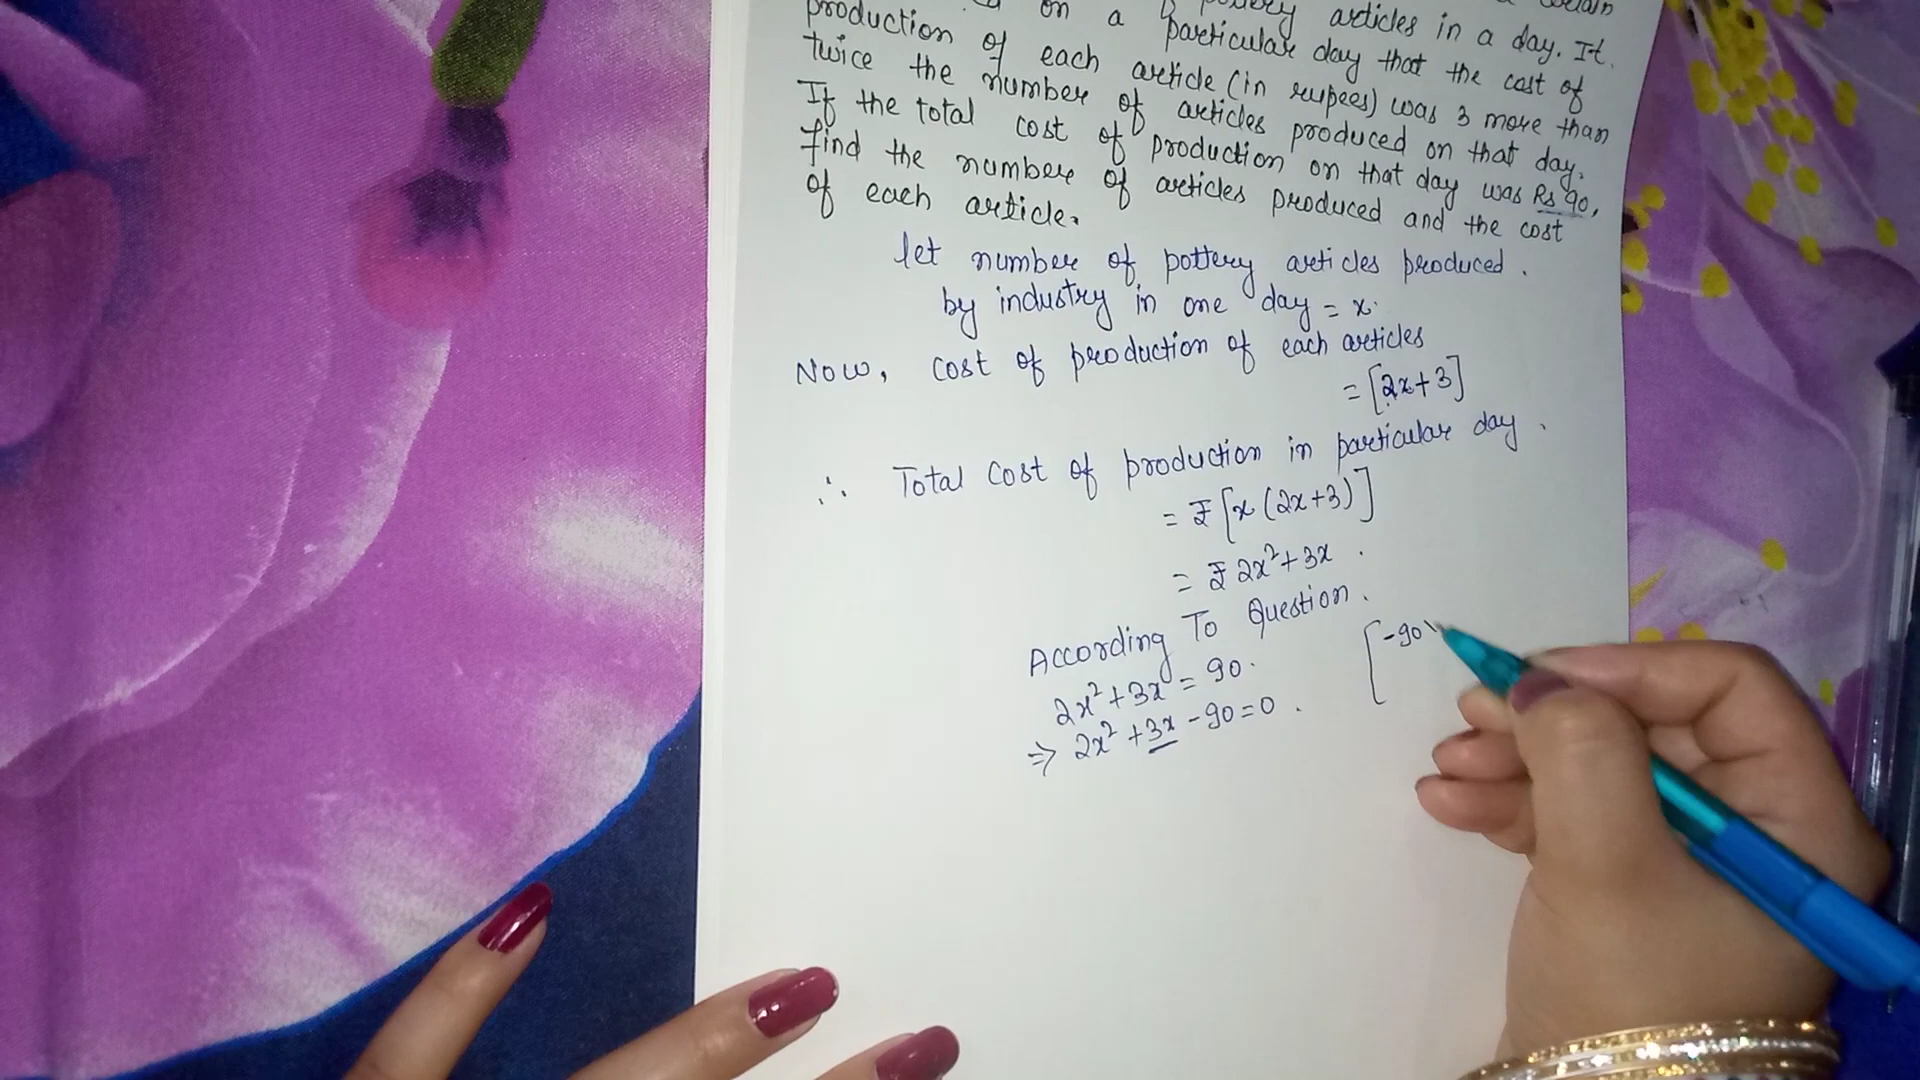 on a pottery articles in a day. It
production of each particular day that the cost of
twice the number article (in rupees) was 3 more than
If the total cost of articles produced on that day.
find the number of production on that day was Rs 90,
of each article. of articles produced and the cost
let number of pottery articles produced.
by industry in one day = x.
Now, cost of production of each articles
= [2x+3]
∴ Total cost of production in particular day.
= ₹ [x (2x+3)]
= ₹ 2x²+3x.
According To Question.
2x²+3x = 90.
⇒ 2x² +3x -90=0.
[-90